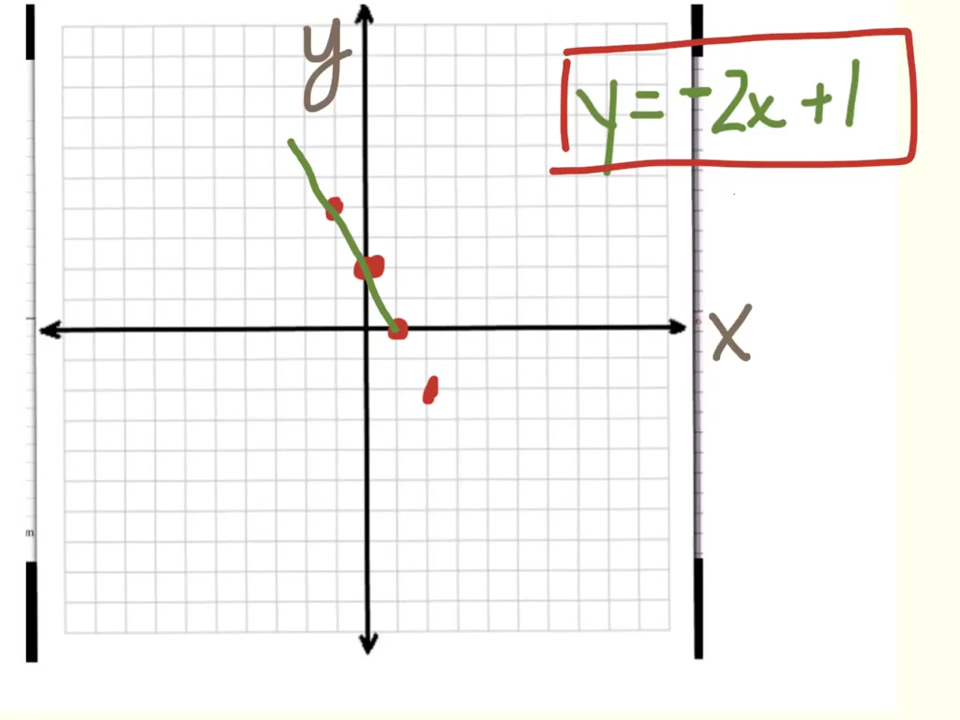 y
y = -2x + 1
x
m